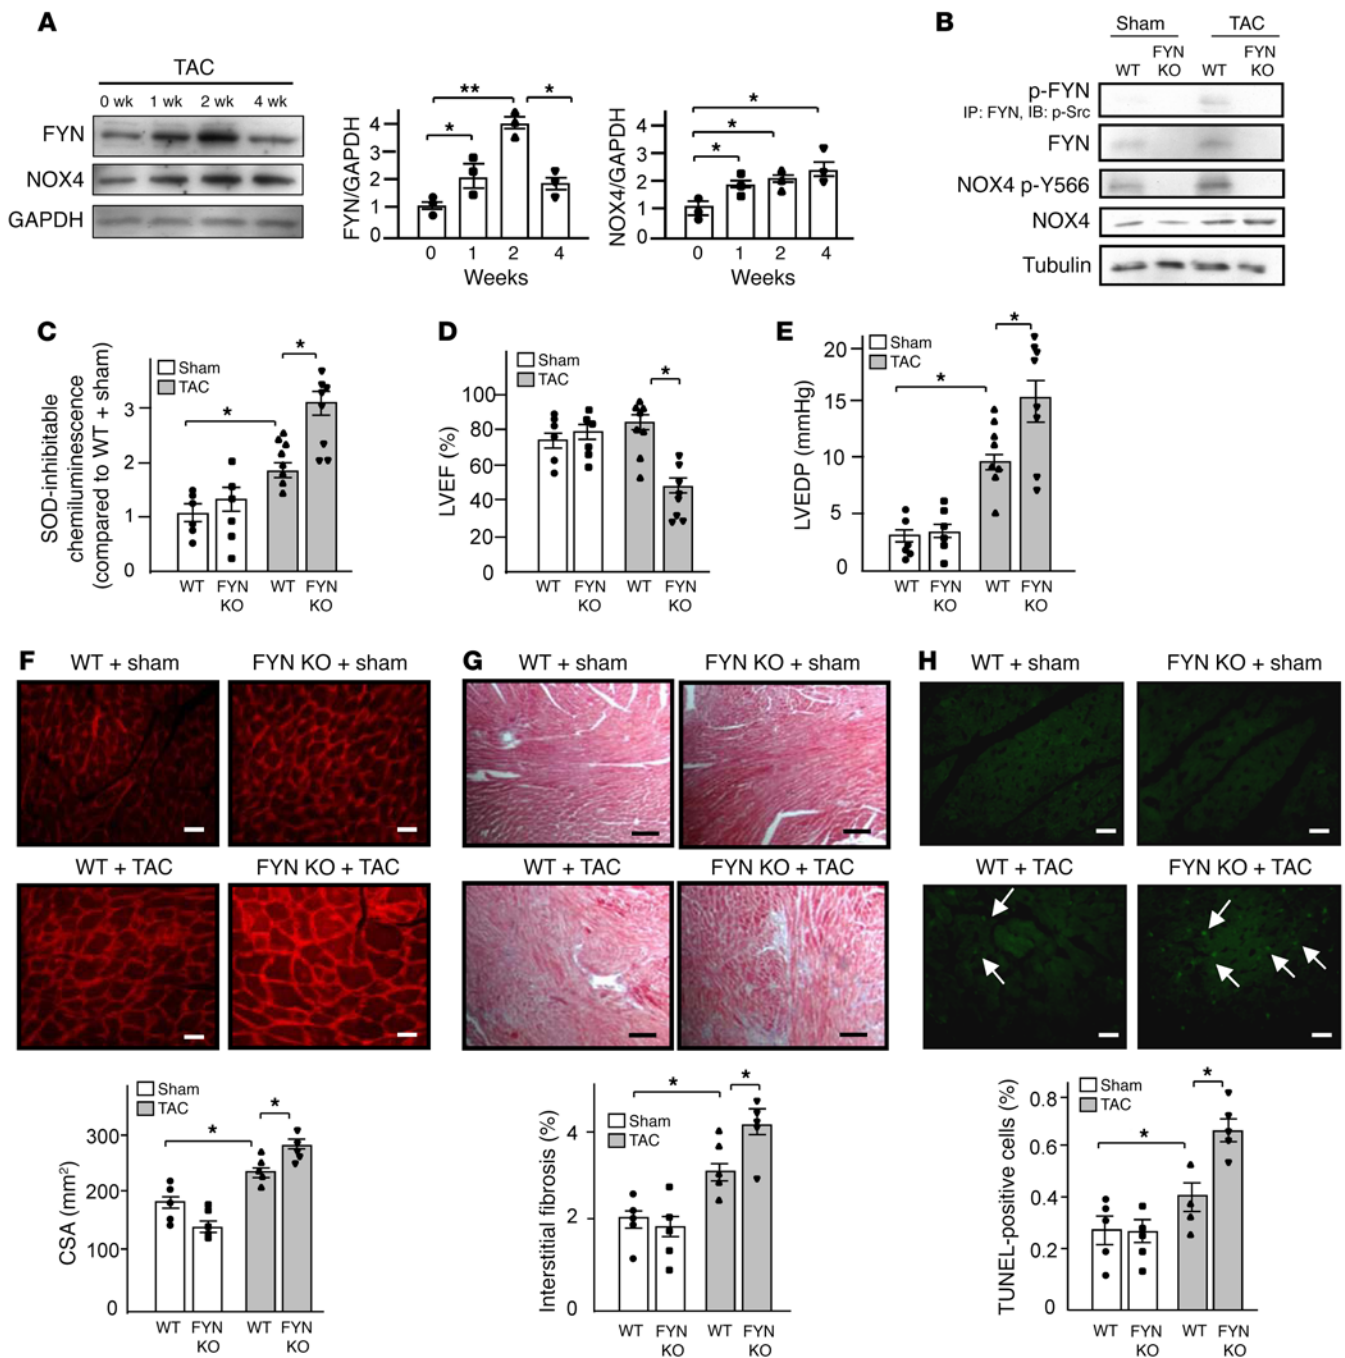 A
TAC
0 wk 1 wk 2 wk 4 wk
FYN
NOX4
GAPDH
FYN/GAPDH
4
3
2
1
0
** *
*
0 1 2 4
Weeks
NOX4/GAPDH
4
3
2
1
0
*
*
*
0 1 2 4
Weeks
B
Sham TAC
WT FYN KO WT FYN KO
p-FYN
IP: FYN, IB: p-Src
FYN
NOX4 p-Y566
NOX4
Tubulin
C
SOD-inhibitable
chemiluminescence
(compared to WT + sham)
Sham
TAC
3
2
1
0
*
*
WT FYN KO WT FYN KO
D
LVEF (%)
Sham
TAC
100
80
60
40
20
0
*
WT FYN KO WT FYN KO
E
LVEDP (mmHg)
Sham
TAC
20
15
10
5
0
*
*
WT FYN KO WT FYN KO
F
WT + sham FYN KO + sham
WT + TAC FYN KO + TAC
CSA (mm²)
Sham
TAC
300
200
100
0
*
*
WT FYN KO WT FYN KO
G
WT + sham FYN KO + sham
WT + TAC FYN KO + TAC
Interstitial fibrosis (%)
Sham
TAC
4
2
0
*
*
WT FYN KO WT FYN KO
H
WT + sham FYN KO + sham
WT + TAC FYN KO + TAC
TUNEL-positive cells (%)
Sham
TAC
0.8
0.6
0.4
0.2
0
*
*
WT FYN KO WT FYN KO